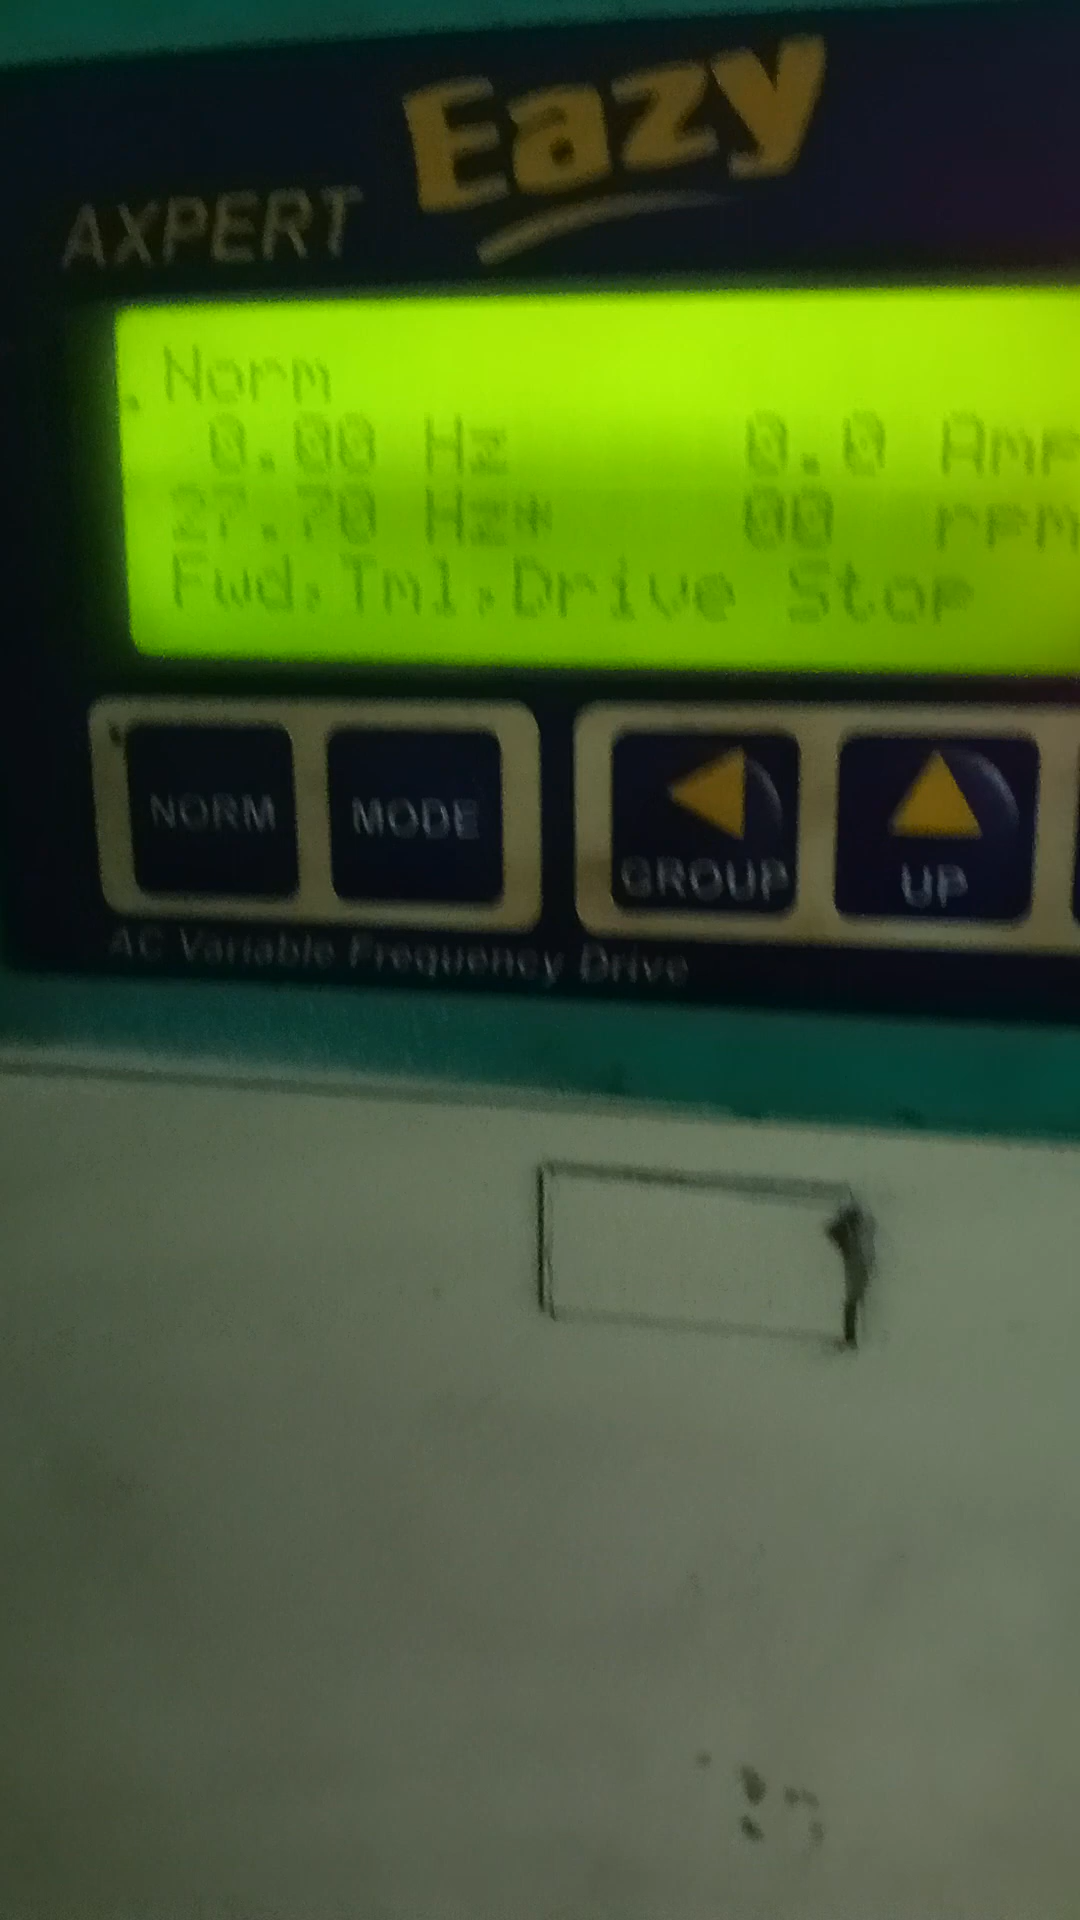 Eazy
AXPERT
Norm
0.00 Hz 0.0 Amp
27.70 Hz* 00 rpm
Fwd,Tml,Drive Stop
NORM MODE GROUP UP
AC Variable Frequency Drive